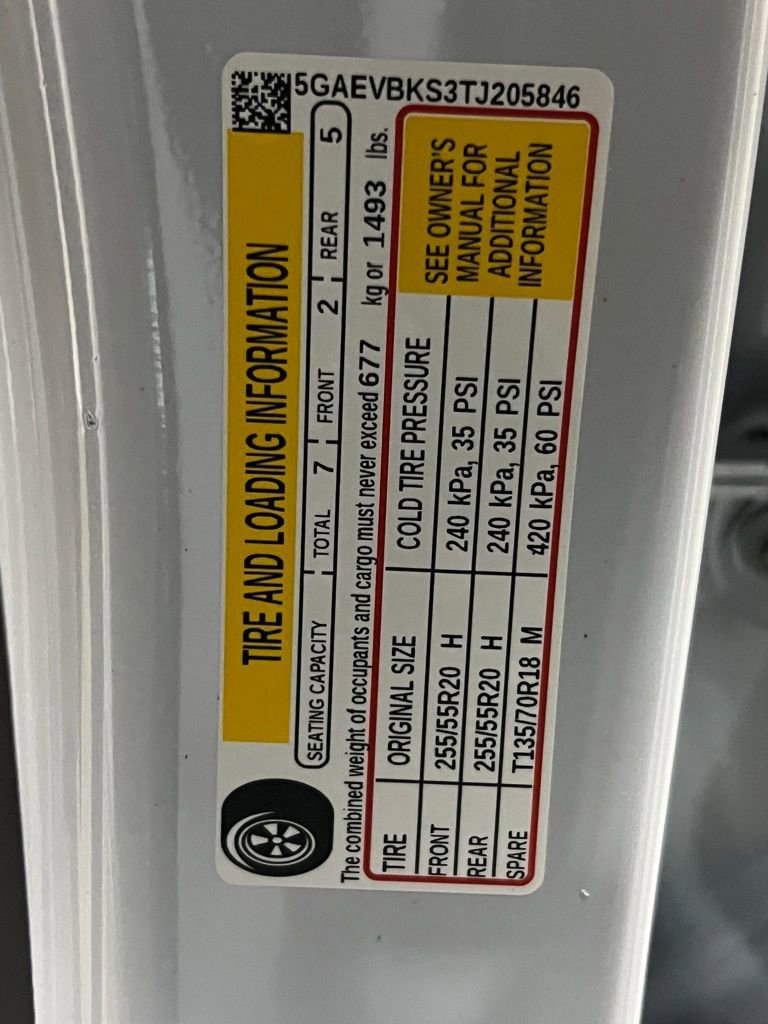 5GAEVBKS3TJ205846
TIRE AND LOADING INFORMATION
SEATING CAPACITY TOTAL 7 FRONT 2 REAR 5
The combined weight of occupants and cargo must never exceed 677 kg or 1493 lbs.
TIRE ORIGINAL SIZE COLD TIRE PRESSURE
FRONT 255/55R20 H 240 kPa, 35 PSI
REAR 255/55R20 H 240 kPa, 35 PSI
SPARE T135/70R18 M 420 kPa, 60 PSI
SEE OWNER'S
MANUAL FOR
ADDITIONAL
INFORMATION